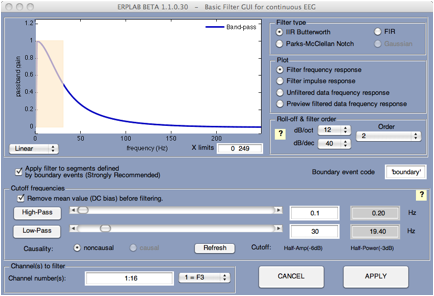 ERPLAB BETA 1.1.0.30 - Basic Filter GUI for continuous EEG
Filter type
IIR Butterworth
FIR
Parks-McClellan Notch
Gaussian
Band-pass
passband gain
1.2
1
0.8
0.6
0.4
0.2
0
0 50 100 150 200
frequency (Hz)
Linear
X limits
0 249
Plot
Filter frequency response
Filter impulse response
Unfiltered data frequency response
Preview filtered data frequency response
Roll-off & filter order
?
dB/oct
12
dB/dec
40
Order
2
Apply filter to segments defined
by boundary events (Strongly Recommended)
Boundary event code
'boundary'
Cutoff frequencies
?
Remove mean value (DC bias) before filtering.
High-Pass
0.1
0.20
Hz
Low-Pass
30
19.40
Hz
Causality:
noncausal
causal
Refresh
Cutoff:
Half-Amp(-6dB)
Half-Power(-3dB)
Channel(s) to filter
Channel number(s):
1:16
1 = F3
CANCEL
APPLY